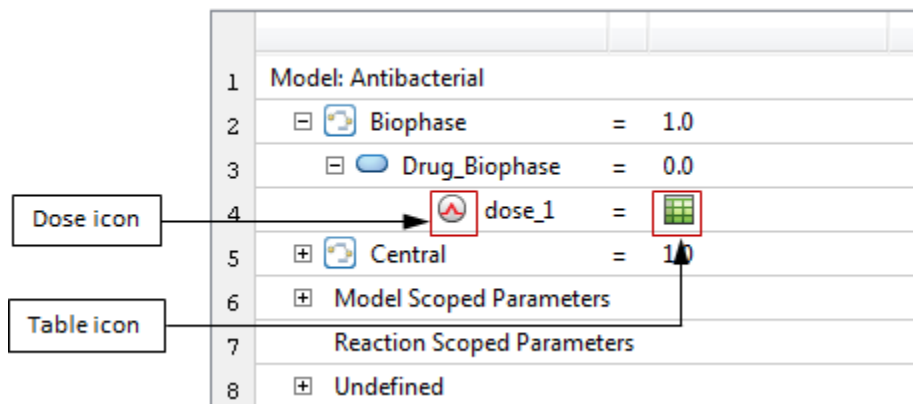 1 Model: Antibacterial
2 Biophase = 1.0
3 Drug_Biophase = 0.0
Dose icon
4 dose_1 =
5 Central = 1.0
6 Model Scoped Parameters
Table icon
7 Reaction Scoped Parameters
8 Undefined